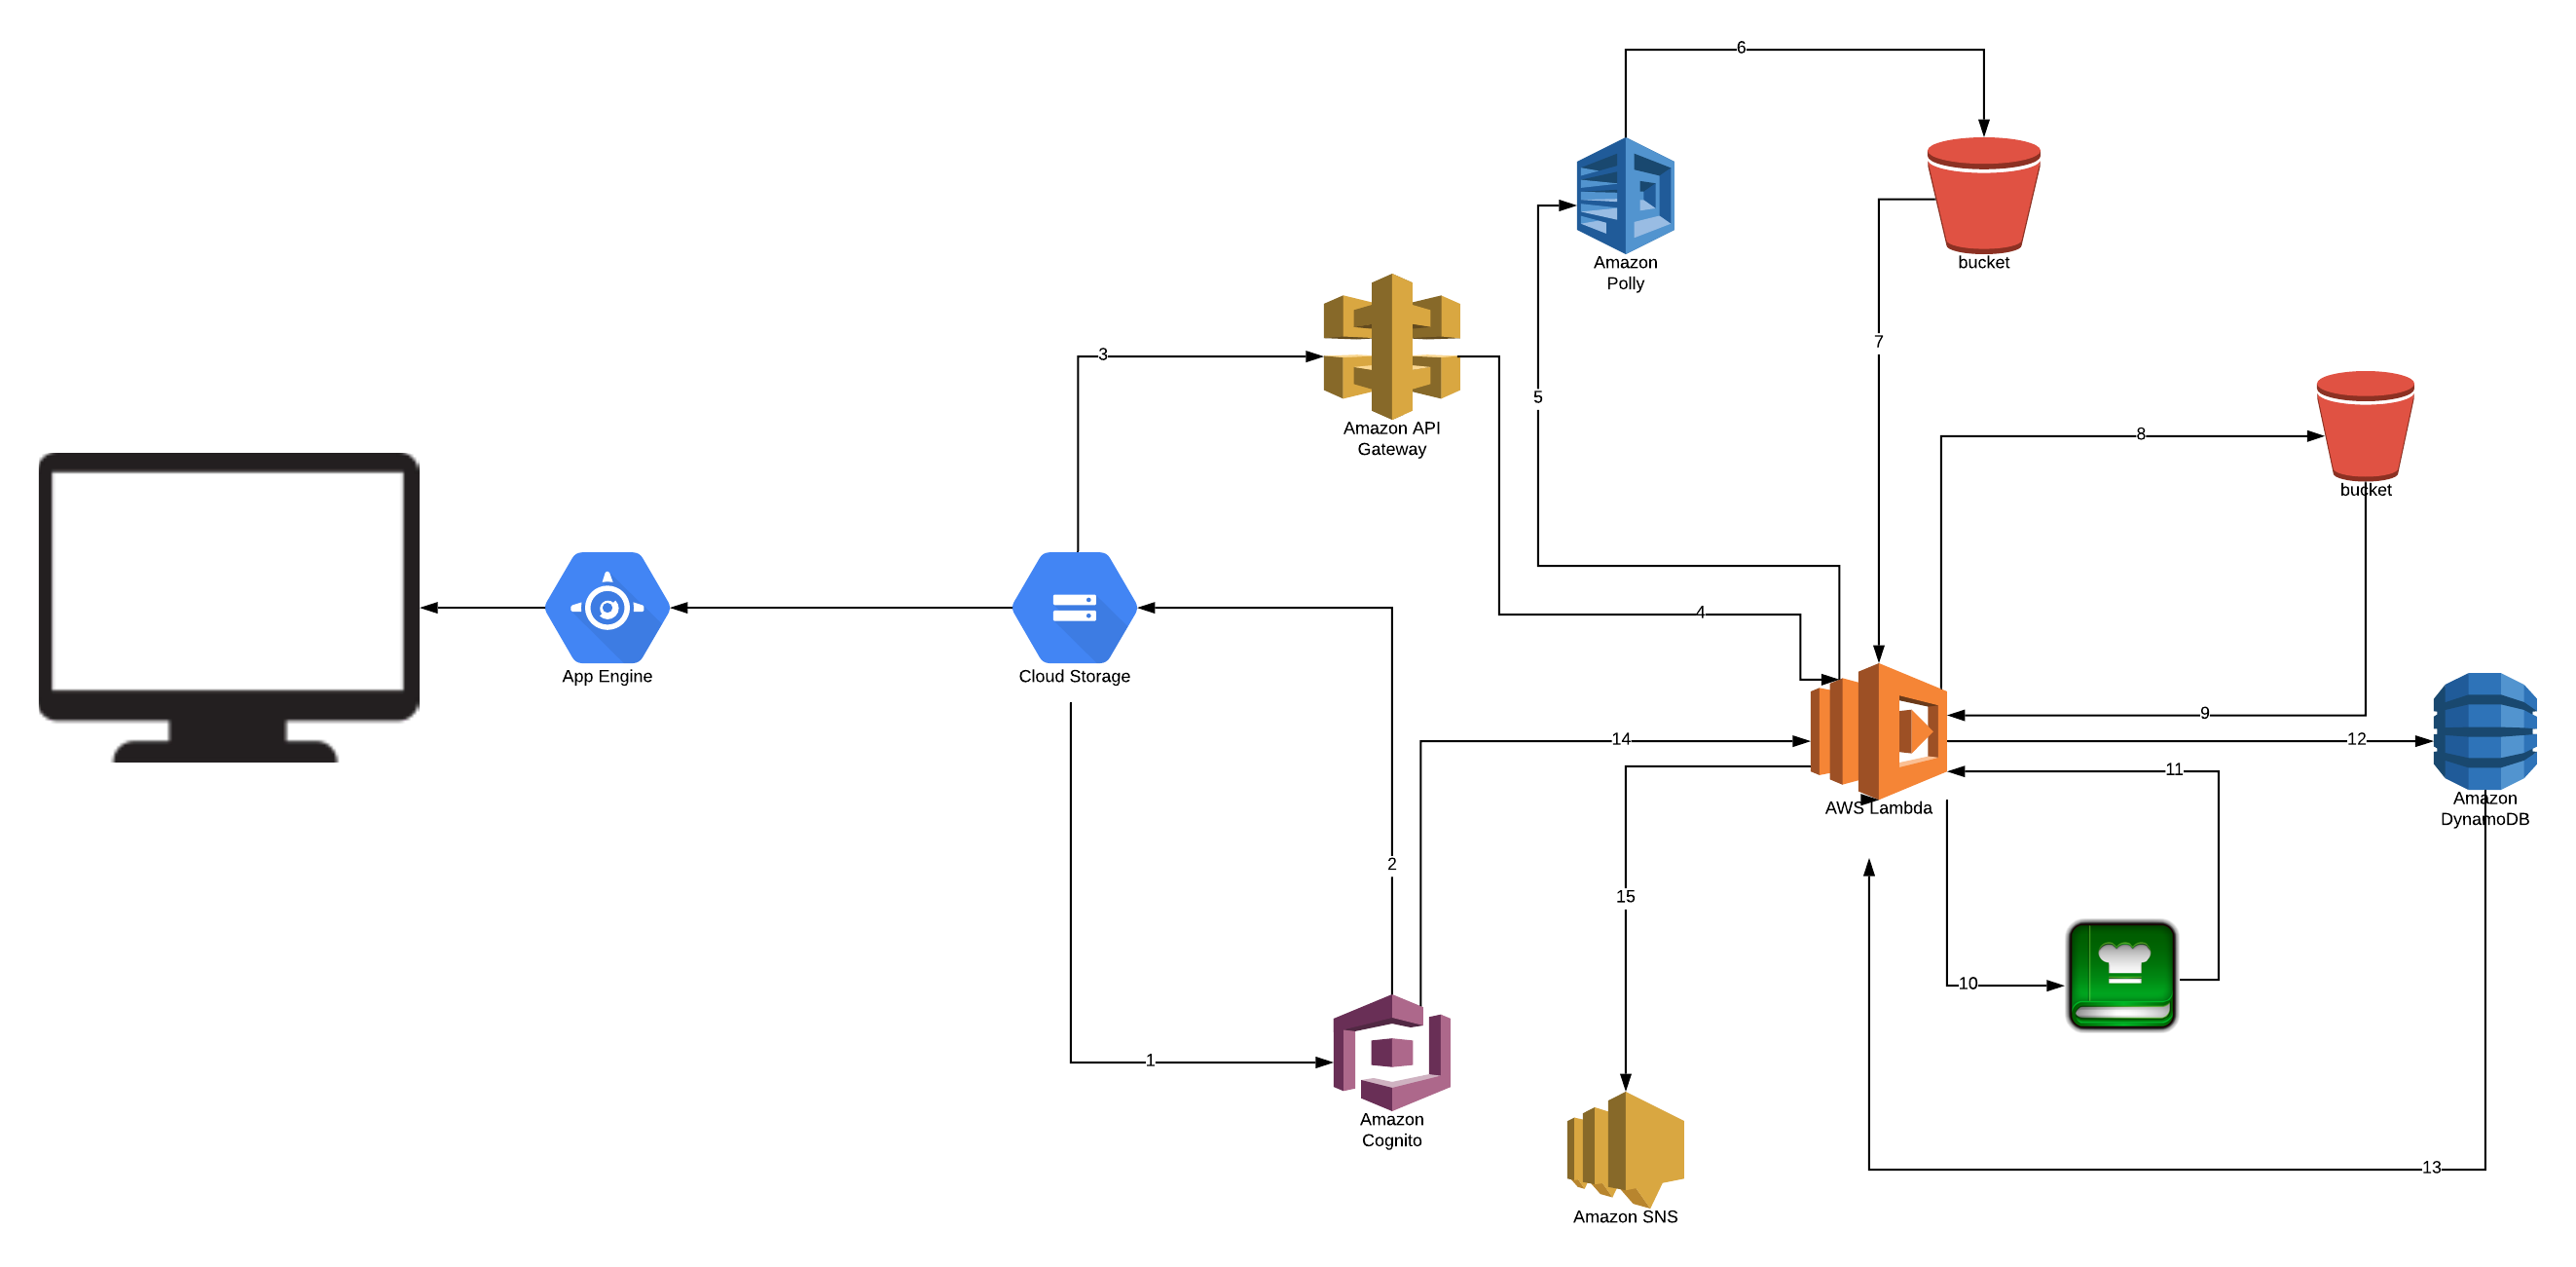 6
Amazon
Polly
bucket
3
7
5
Amazon API
Gateway
8
bucket
4
App Engine
Cloud Storage
9
14
12
11
AWS Lambda
Amazon
DynamoDB
2
15
10
1
Amazon
Cognito
13
Amazon SNS